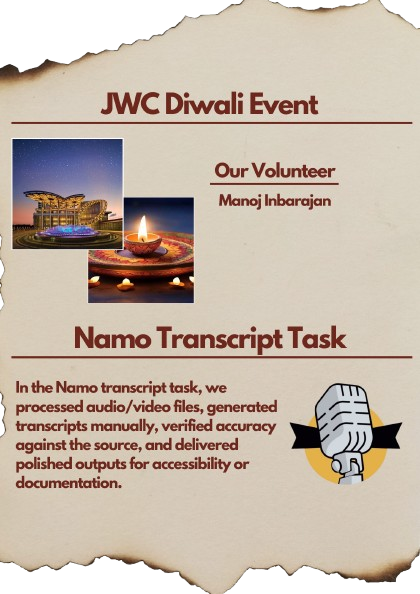 JWC Diwali Event
Our Volunteer
Manoj Inbarajan
Namo Transcript Task
In the Namo transcript task, we
processed audio/video files, generated
transcripts manually, verified accuracy
against the source, and delivered
polished outputs for accessibility or
documentation.